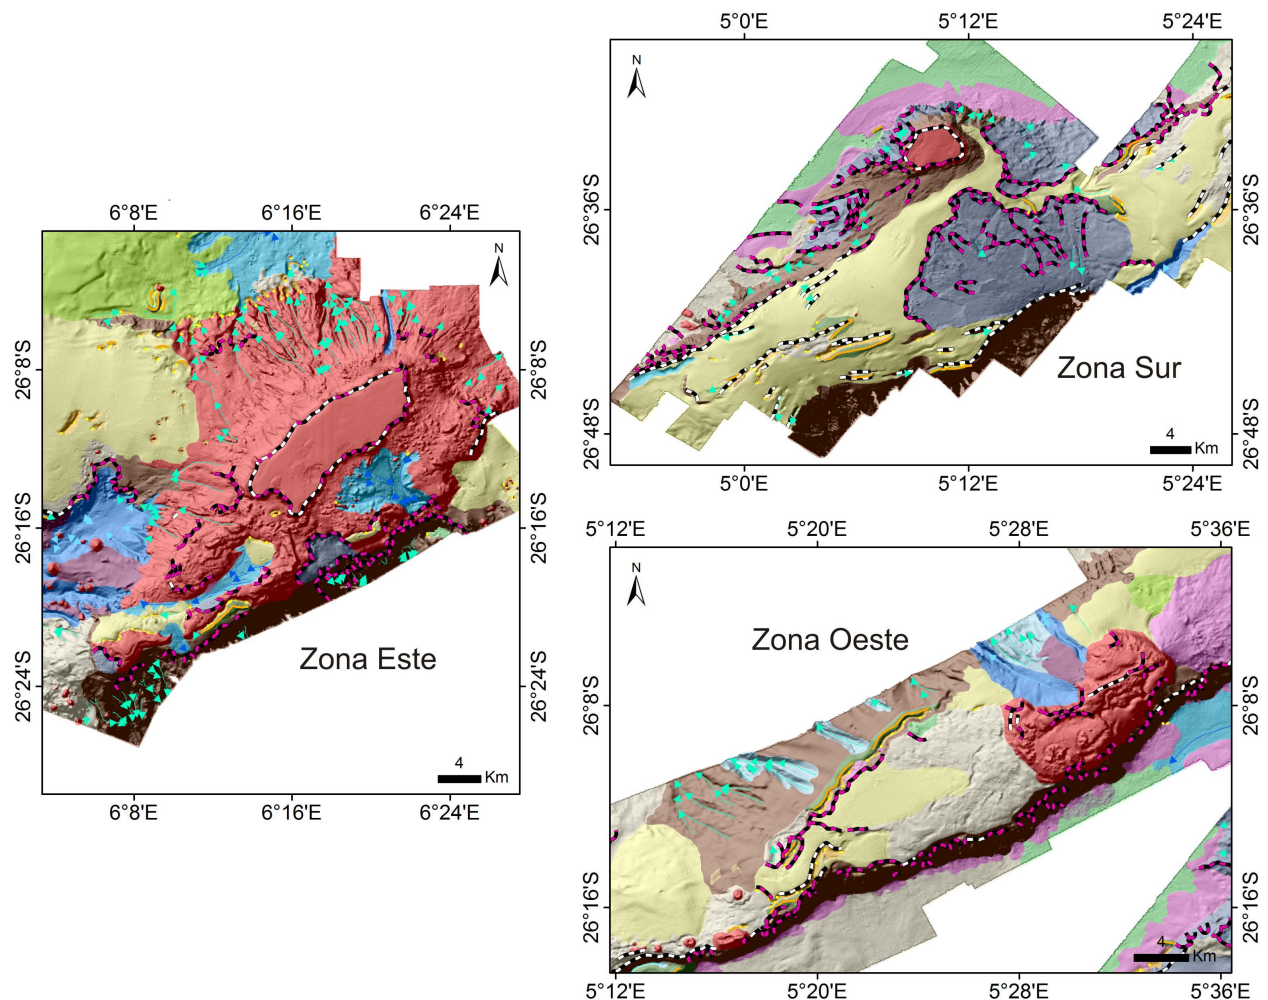 6°8'E 6°16'E 6°24'E
N
26°8'S 26°8'S
26°16'S 26°16'S
26°24'S 26°24'S
Zona Este
4 Km
6°8'E 6°16'E 6°24'E
5°0'E 5°12'E 5°24'E
N
26°36'S 26°36'S
Zona Sur
26°48'S 26°48'S
4 Km
5°0'E 5°12'E 5°24'E
5°12'E 5°20'E 5°28'E 5°36'E
N
Zona Oeste
26°8'S 26°8'S
26°16'S 26°16'S
4 Km
5°12'E 5°20'E 5°28'E 5°36'E